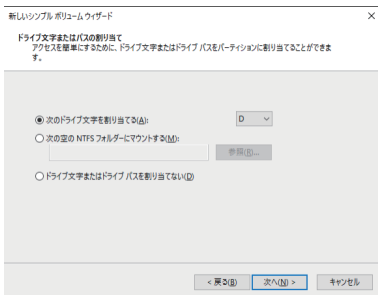 新しいシンプル ボリューム ウィザード
ドライブ文字またはパスの割り当て
アクセスを簡単にするために、ドライブ文字またはドライブ パスをパーティションに割り当てることができま
す。
次のドライブ文字を割り当てる(A): D
次の空の NTFS フォルダーにマウントする(M):
参照(R)...
ドライブ文字またはドライブ パスを割り当てない(D)
< 戻る(B) 次へ(N) > キャンセル